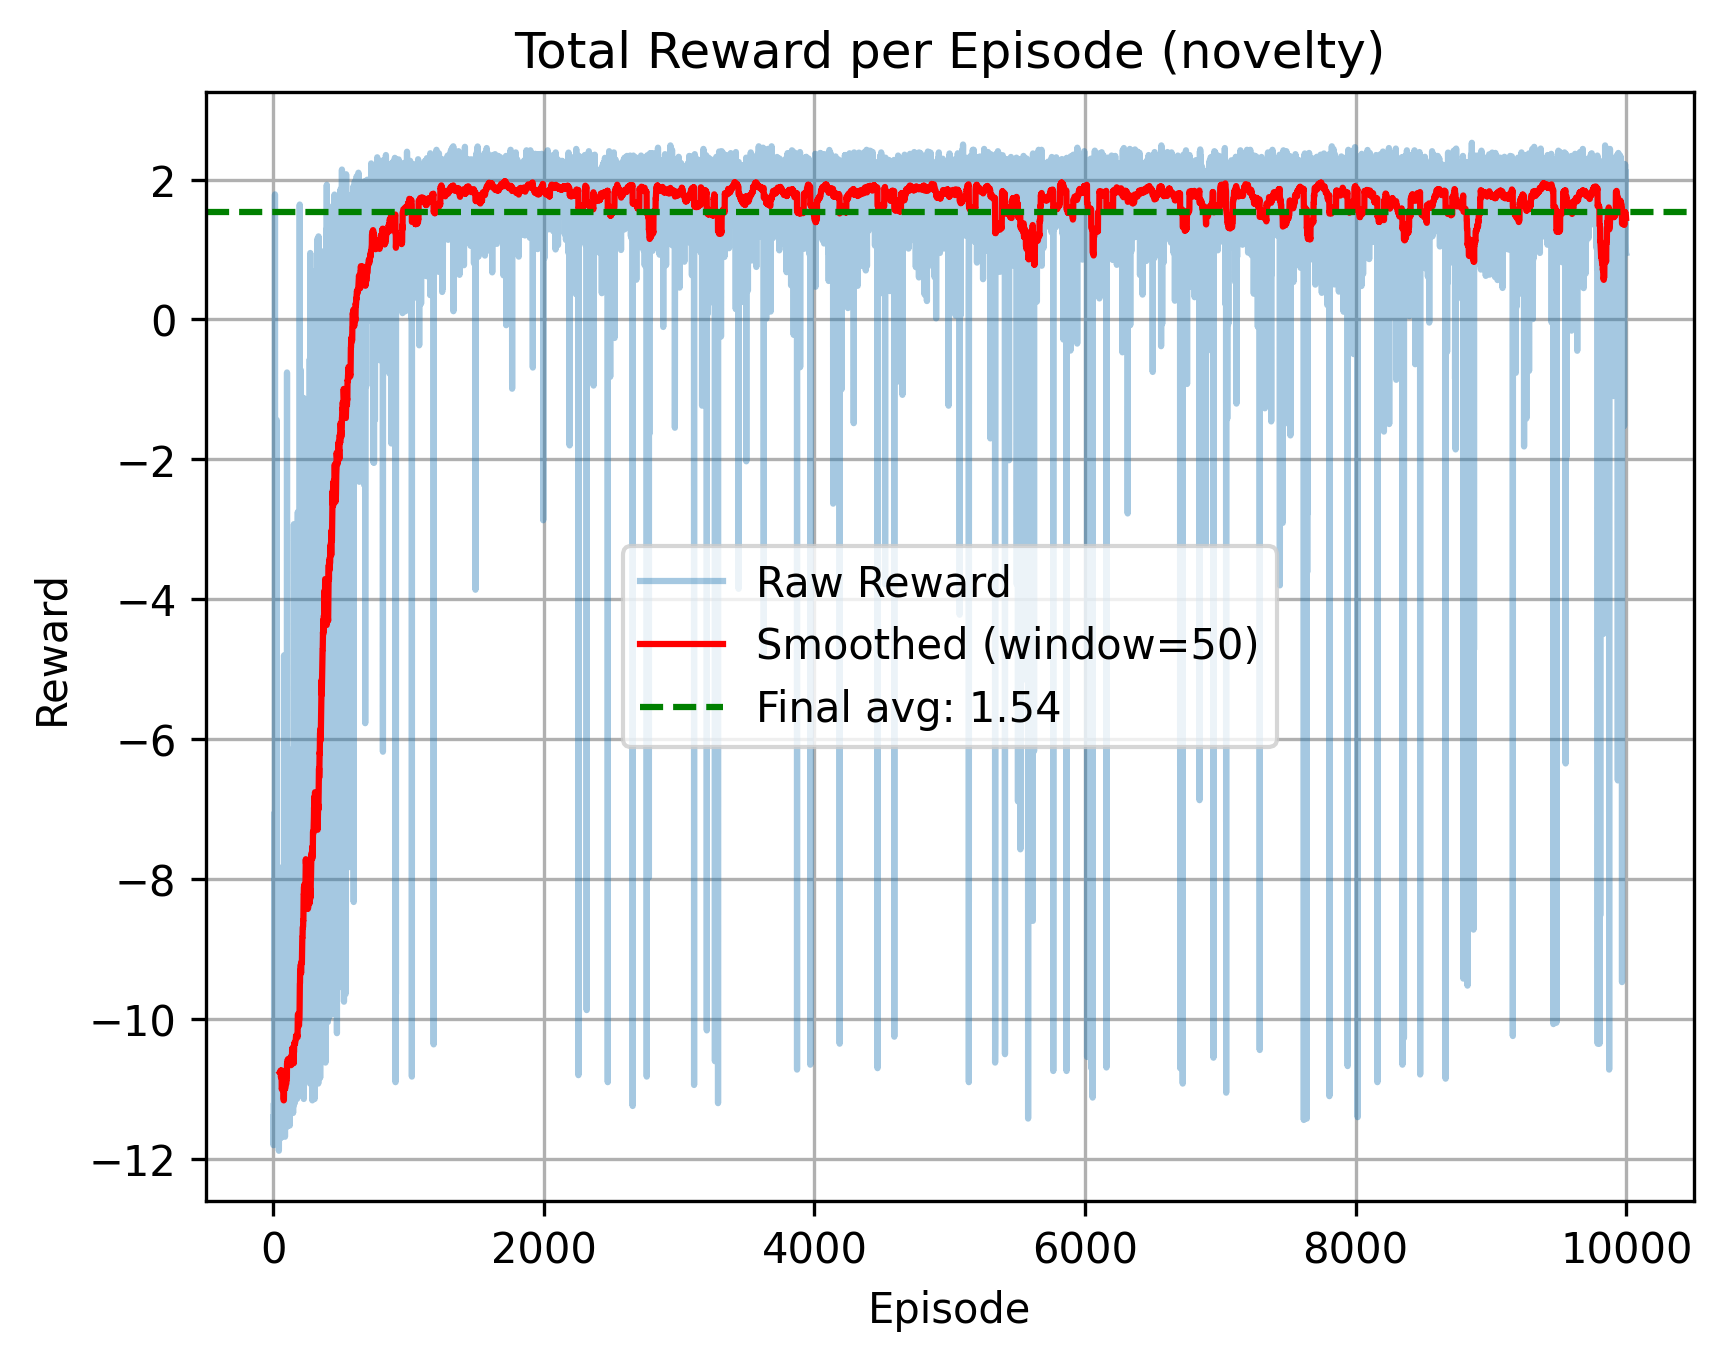 Total Reward per Episode (novelty)
2
0
−2
−4
−6
−8
−10
−12
Reward
Raw Reward
Smoothed (window=50)
Final avg: 1.54
0 2000 4000 6000 8000 10000
Episode